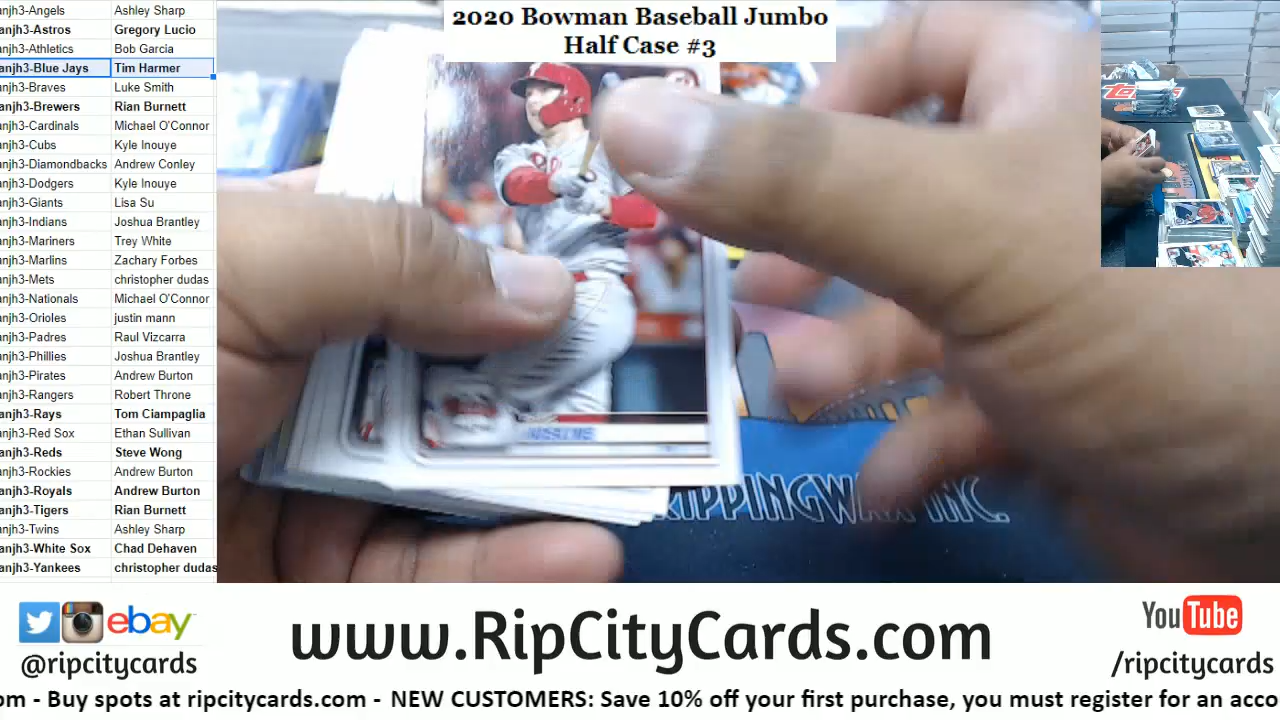 2020 Bowman Baseball Jumbo
Half Case #3
anjh3-Angels Ashley Sharp
anjh3-Astros Gregory Lucio
anjh3-Athletics Bob Garcia
anjh3-Blue Jays Tim Harmer
anjh3-Braves Luke Smith
anjh3-Brewers Rian Burnett
anjh3-Cardinals Michael O'Connor
anjh3-Cubs Kyle Inouye
anjh3-Diamondbacks Andrew Conley
anjh3-Dodgers Kyle Inouye
anjh3-Giants Lisa Su
anjh3-Indians Joshua Brantley
anjh3-Mariners Trey White
anjh3-Marlins Zachary Forbes
anjh3-Mets christopher dudas
anjh3-Nationals Michael O'Connor
anjh3-Orioles justin mann
anjh3-Padres Raul Vizcarra
anjh3-Phillies Joshua Brantley
anjh3-Pirates Andrew Burton
anjh3-Rangers Robert Throne
anjh3-Rays Tom Ciampaglia
anjh3-Red Sox Ethan Sullivan
anjh3-Reds Steve Wong
anjh3-Rockies Andrew Burton
anjh3-Royals Andrew Burton
anjh3-Tigers Rian Burnett
anjh3-Twins Ashley Sharp
anjh3-White Sox Chad Dehaven
anjh3-Yankees christopher dudas
INC.
ebay
@ripcitycards
www.RipCityCards.com
YouTube
/ripcitycards
om - Buy spots at ripcitycards.com - NEW CUSTOMERS: Save 10% off your first purchase, you must register for an acco